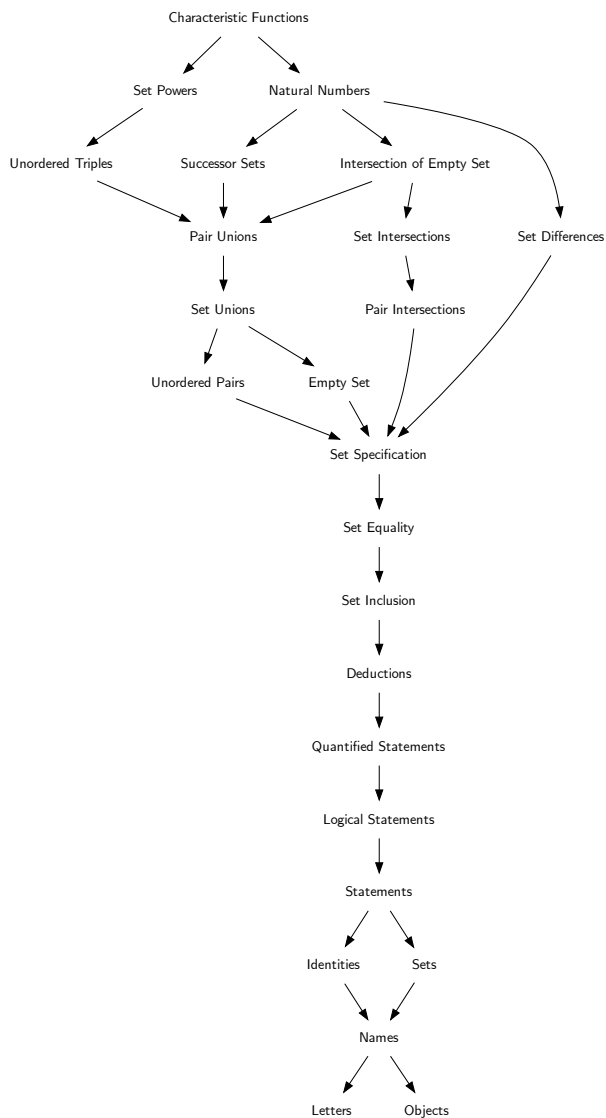 Characteristic Functions
Set Powers
Natural Numbers
Unordered Triples
Successor Sets
Intersection of Empty Set
Pair Unions
Set Intersections
Set Differences
Set Unions
Pair Intersections
Unordered Pairs
Empty Set
Set Specification
Set Equality
Set Inclusion
Deductions
Quantified Statements
Logical Statements
Statements
Identities
Sets
Names
Letters
Objects